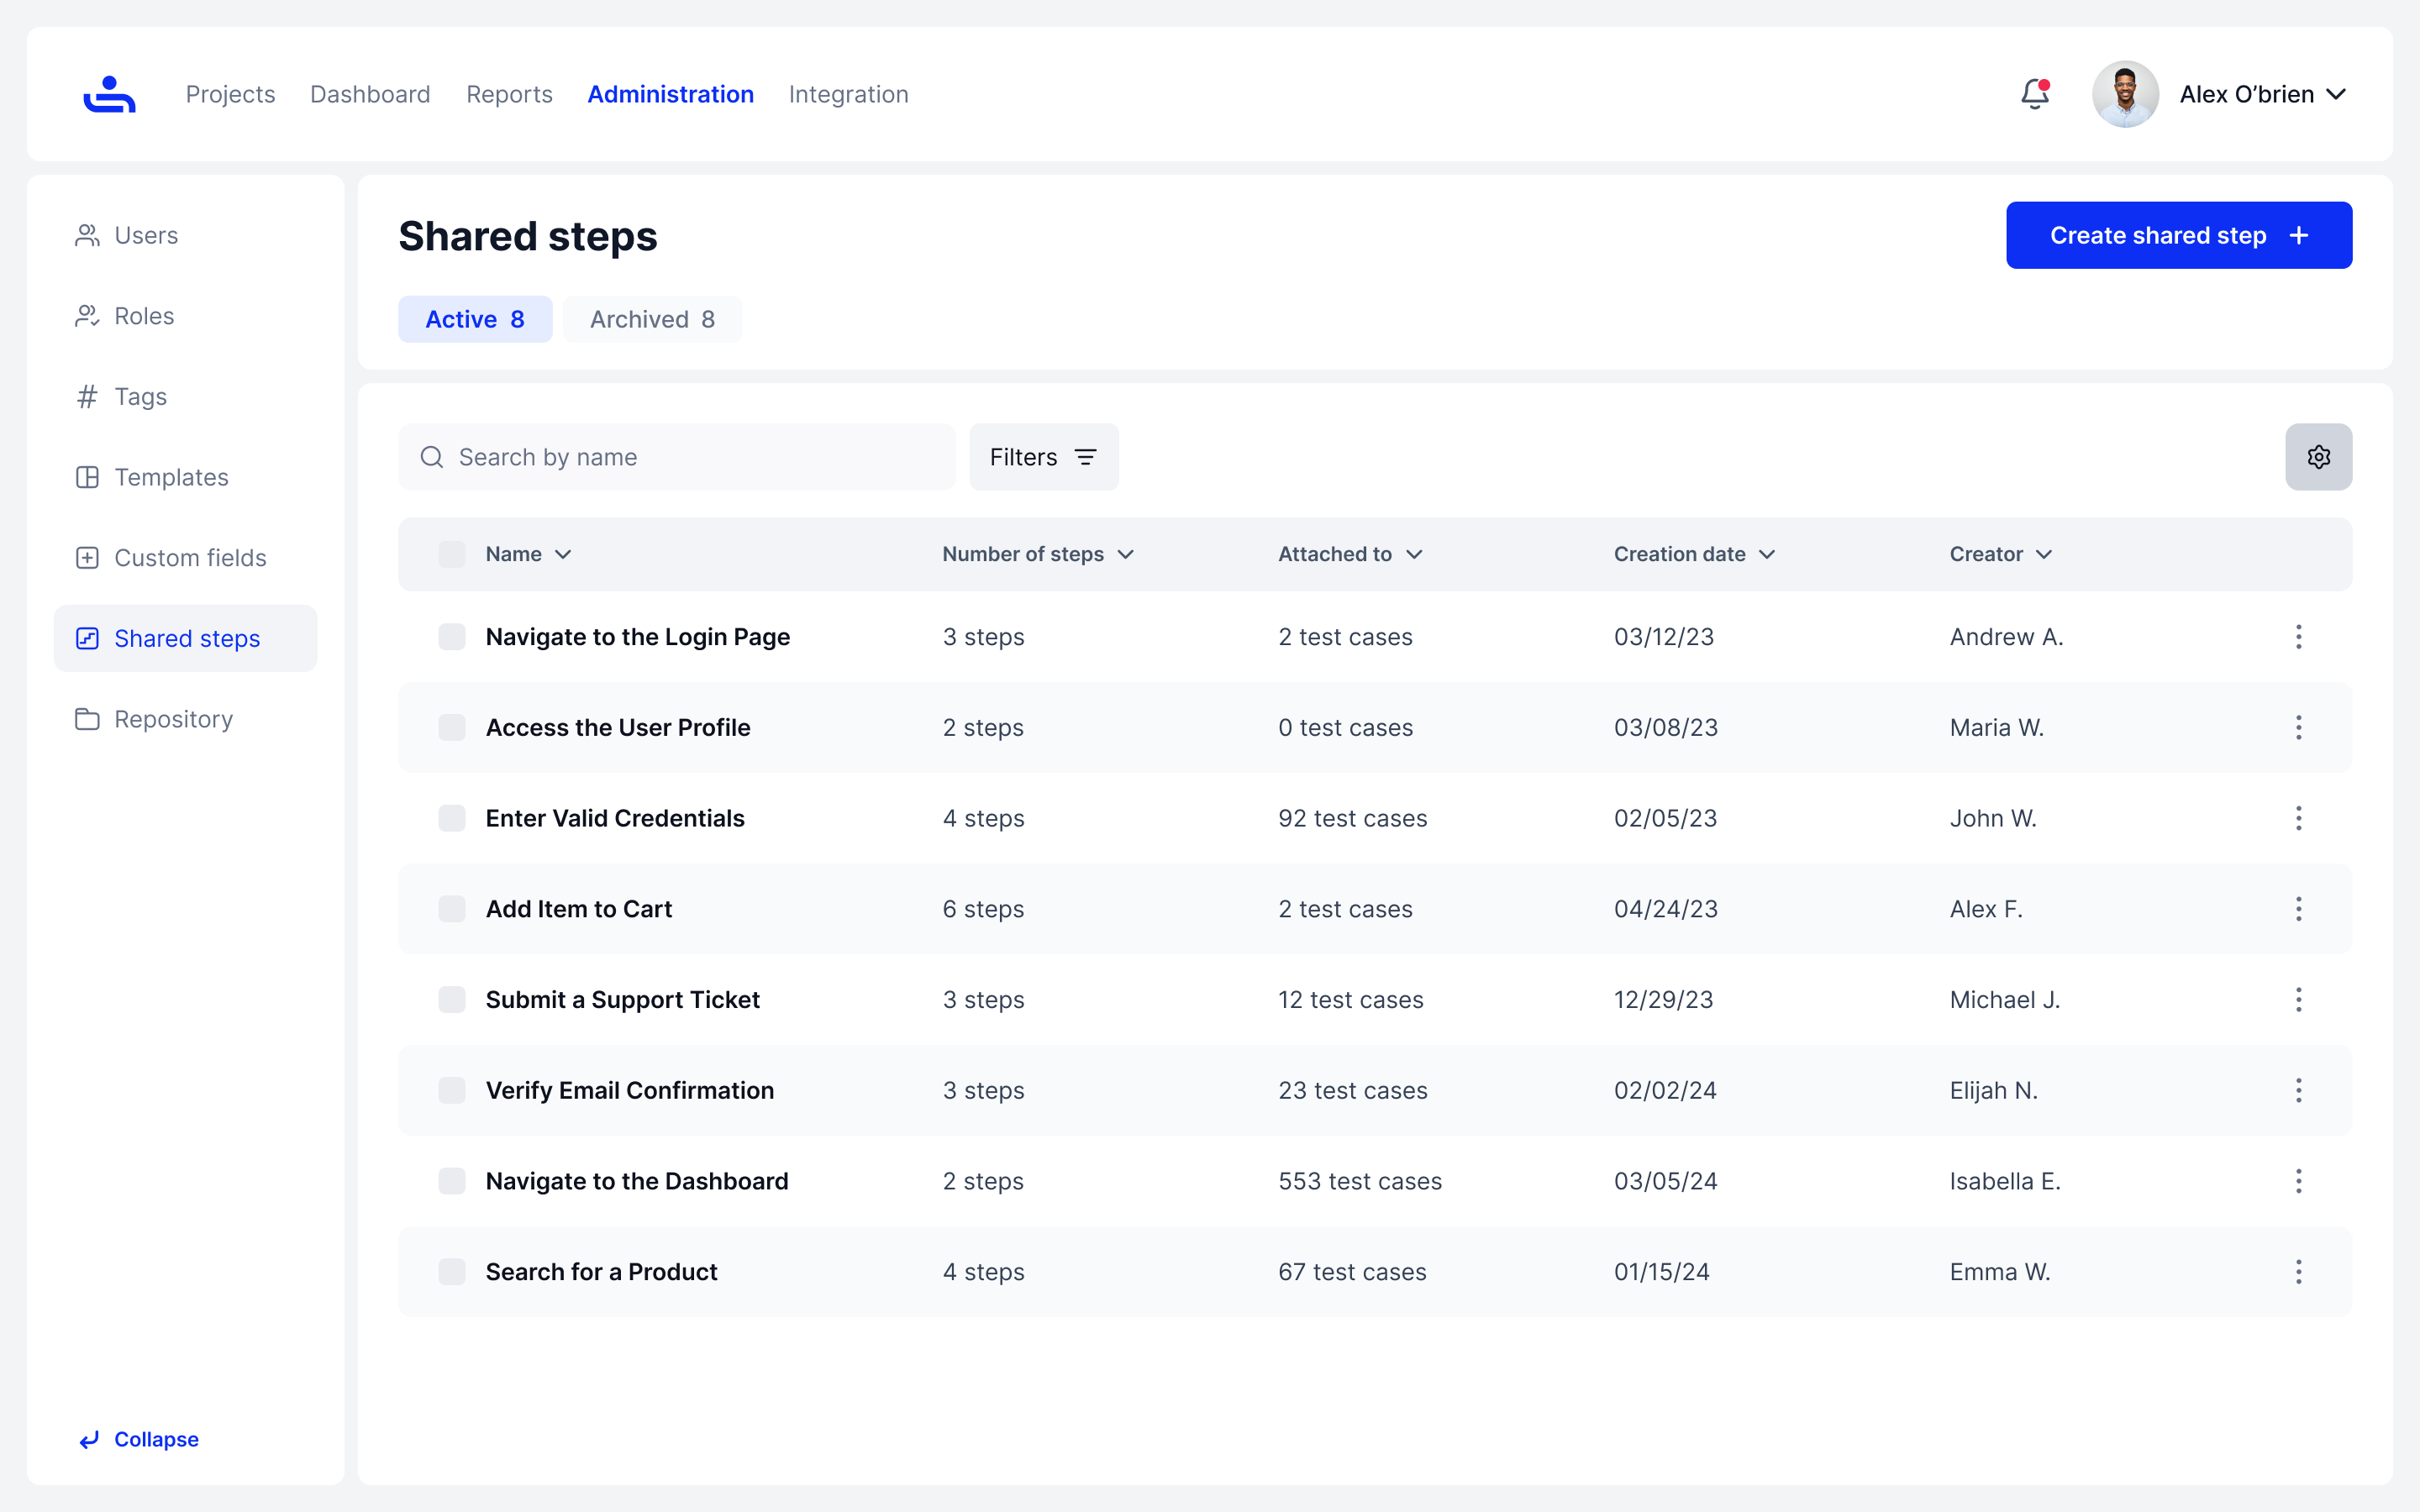 Projects Dashboard Reports Administration Integration Alex O’brien
Users
Roles
Tags
Templates
Custom fields
Shared steps
Repository
Collapse
Shared steps
Create shared step
Active 8 Archived 8
Search by name Filters
Name Number of steps Attached to Creation date Creator
Navigate to the Login Page 3 steps 2 test cases 03/12/23 Andrew A.
Access the User Profile 2 steps 0 test cases 03/08/23 Maria W.
Enter Valid Credentials 4 steps 92 test cases 02/05/23 John W.
Add Item to Cart 6 steps 2 test cases 04/24/23 Alex F.
Submit a Support Ticket 3 steps 12 test cases 12/29/23 Michael J.
Verify Email Confirmation 3 steps 23 test cases 02/02/24 Elijah N.
Navigate to the Dashboard 2 steps 553 test cases 03/05/24 Isabella E.
Search for a Product 4 steps 67 test cases 01/15/24 Emma W.